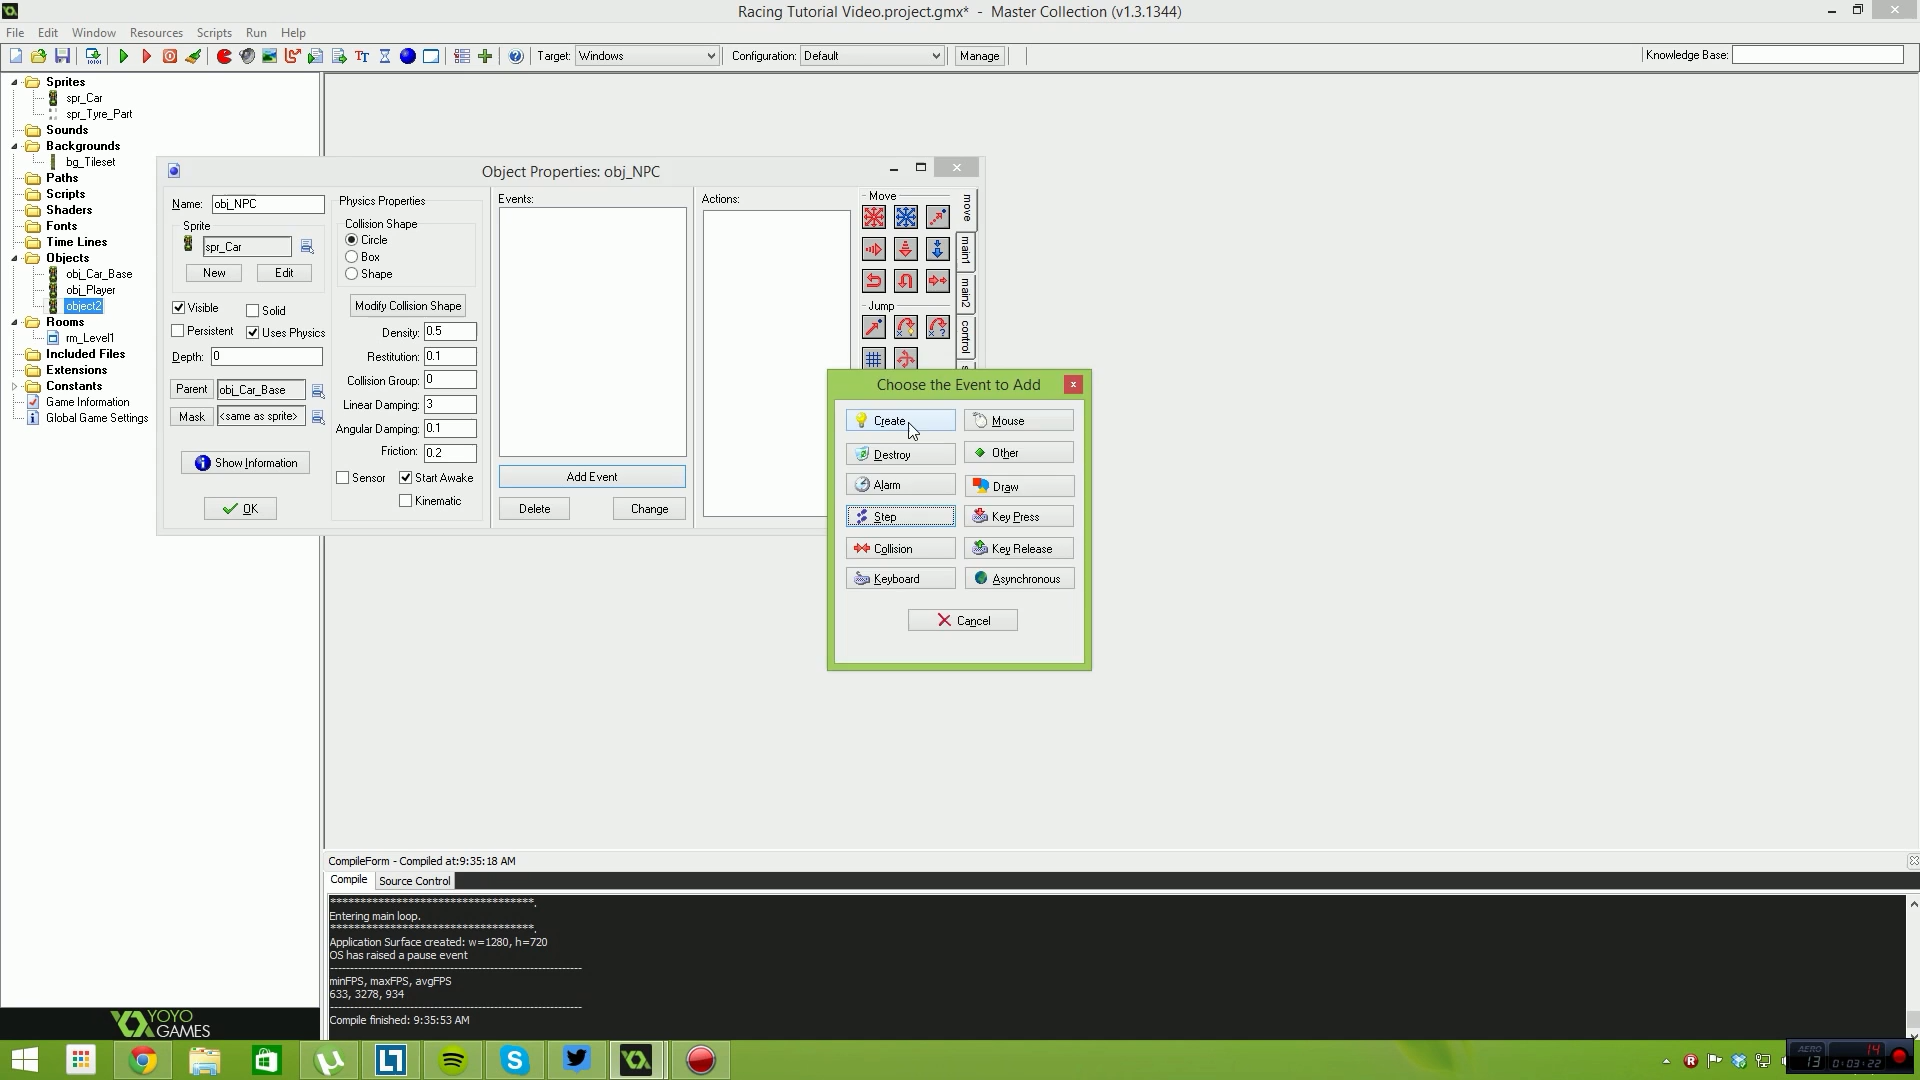 Racing Tutorial Video.project.gmx* - Master Collection (v1.3.1344)
File Edit Window Resources Scripts Run Help
Target: Windows Configuration: Default Manage Knowledge Base:
Sprites
spr_Car
spr_Tyre_Part
Sounds
Backgrounds
bg_Tileset
Paths
Scripts
Shaders
Fonts
Time Lines
Objects
obj_Car_Base
obj_Player
object2
Rooms
rm_Level1
Included Files
Extensions
Constants
Game Information
Global Game Settings
Object Properties: obj_NPC
Name: obj_NPC
Sprite
spr_Car
New Edit
Visible Solid
Persistent Uses Physics
Depth: 0
Parent obj_Car_Base
Mask <same as sprite>
Show Information
OK
Physics Properties
Collision Shape
Circle
Box
Shape
Modify Collision Shape
Density: 0.5
Restitution: 0.1
Collision Group: 0
Linear Damping: 3
Angular Damping: 0.1
Friction: 0.2
Sensor Start Awake
Kinematic
Events:
Add Event
Delete Change
Actions:
Move
Jump
move
main1
main2
control
Choose the Event to Add
Create Mouse
Destroy Other
Alarm Draw
Step Key Press
Collision Key Release
Keyboard Asynchronous
Cancel
CompileForm - Compiled at:9:35:18 AM
Compile Source Control
Entering main loop.
Application Surface created: w=1280, h=720
OS has raised a pause event
minFPS, maxFPS, avgFPS
633, 3278, 934
Compile finished: 9:35:53 AM
YOYO
GAMES
AERO 14
13 0:03:22